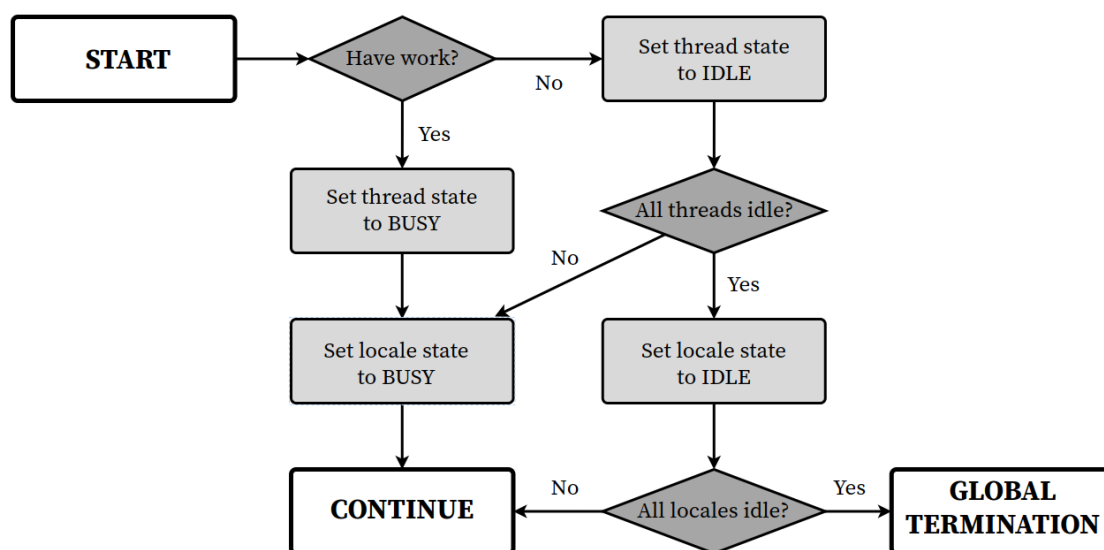 START
Have work?
No
Set thread state
to IDLE
Yes
Set thread state
to BUSY
All threads idle?
No
Yes
Set locale state
to BUSY
Set locale state
to IDLE
CONTINUE
No
All locales idle?
Yes
GLOBAL
TERMINATION